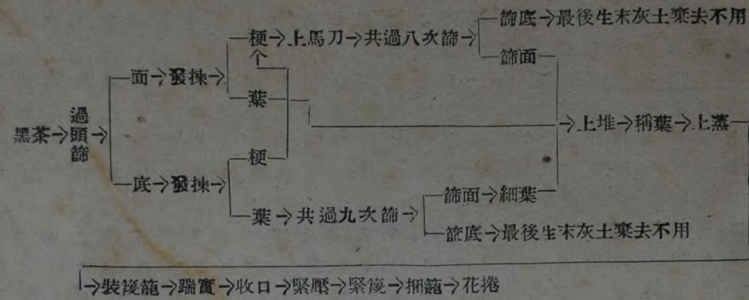 黑茶→過頭篩→
面→發揀→
梗→上馬刀→共過八次篩→
篩底→最後生末灰土棄去不用
篩面
个
葉
底→發揀→
梗
葉→共過九次篩→
篩面→細葉
篩底→最後生末灰土棄去不用
→上堆→稱葉→上蒸
→裝篾簍→踹實→收口→緊壓→緊篾→捆簍→花捲